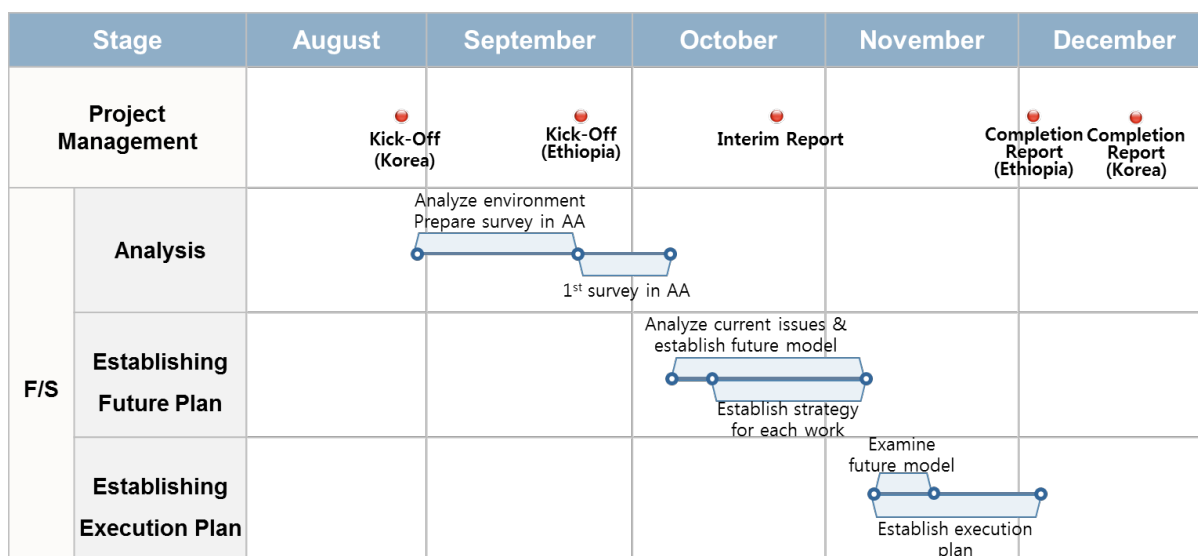 Stage August September October November December
Project
Management
Kick-Off
(Korea)
Kick-Off
(Ethiopia)
Interim Report
Completion
Report
(Ethiopia)
Completion
Report
(Korea)
F/S
Analysis
Analyze environment
Prepare survey in AA
1st survey in AA
Establishing
Future Plan
Analyze current issues &
establish future model
Establish strategy
for each work
Establishing
Execution Plan
Examine
future model
Establish execution
plan